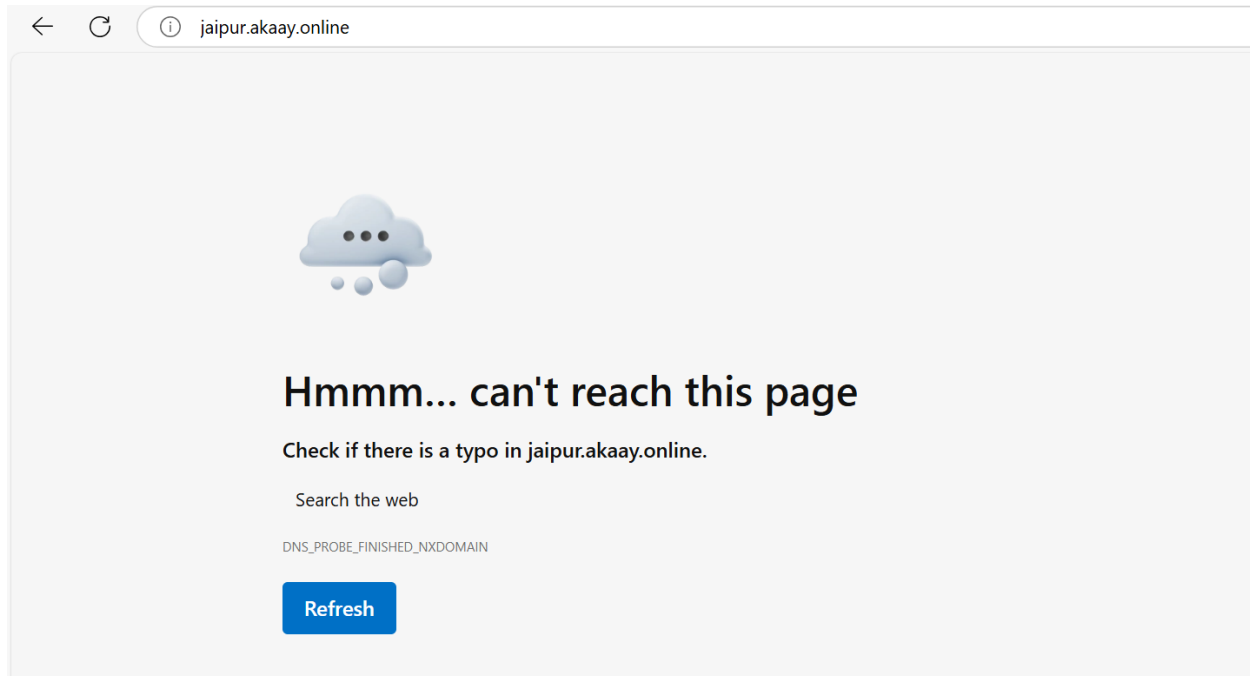 jaipur.akaay.online
Hmmm... can't reach this page
Check if there is a typo in jaipur.akaay.online.
Search the web
DNS_PROBE_FINISHED_NXDOMAIN
Refresh